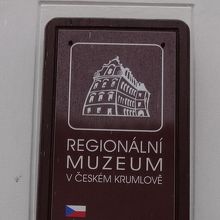 REGIONÁLNÍ
MUZEUM
V ČESKÉM KRUMLOVĚ